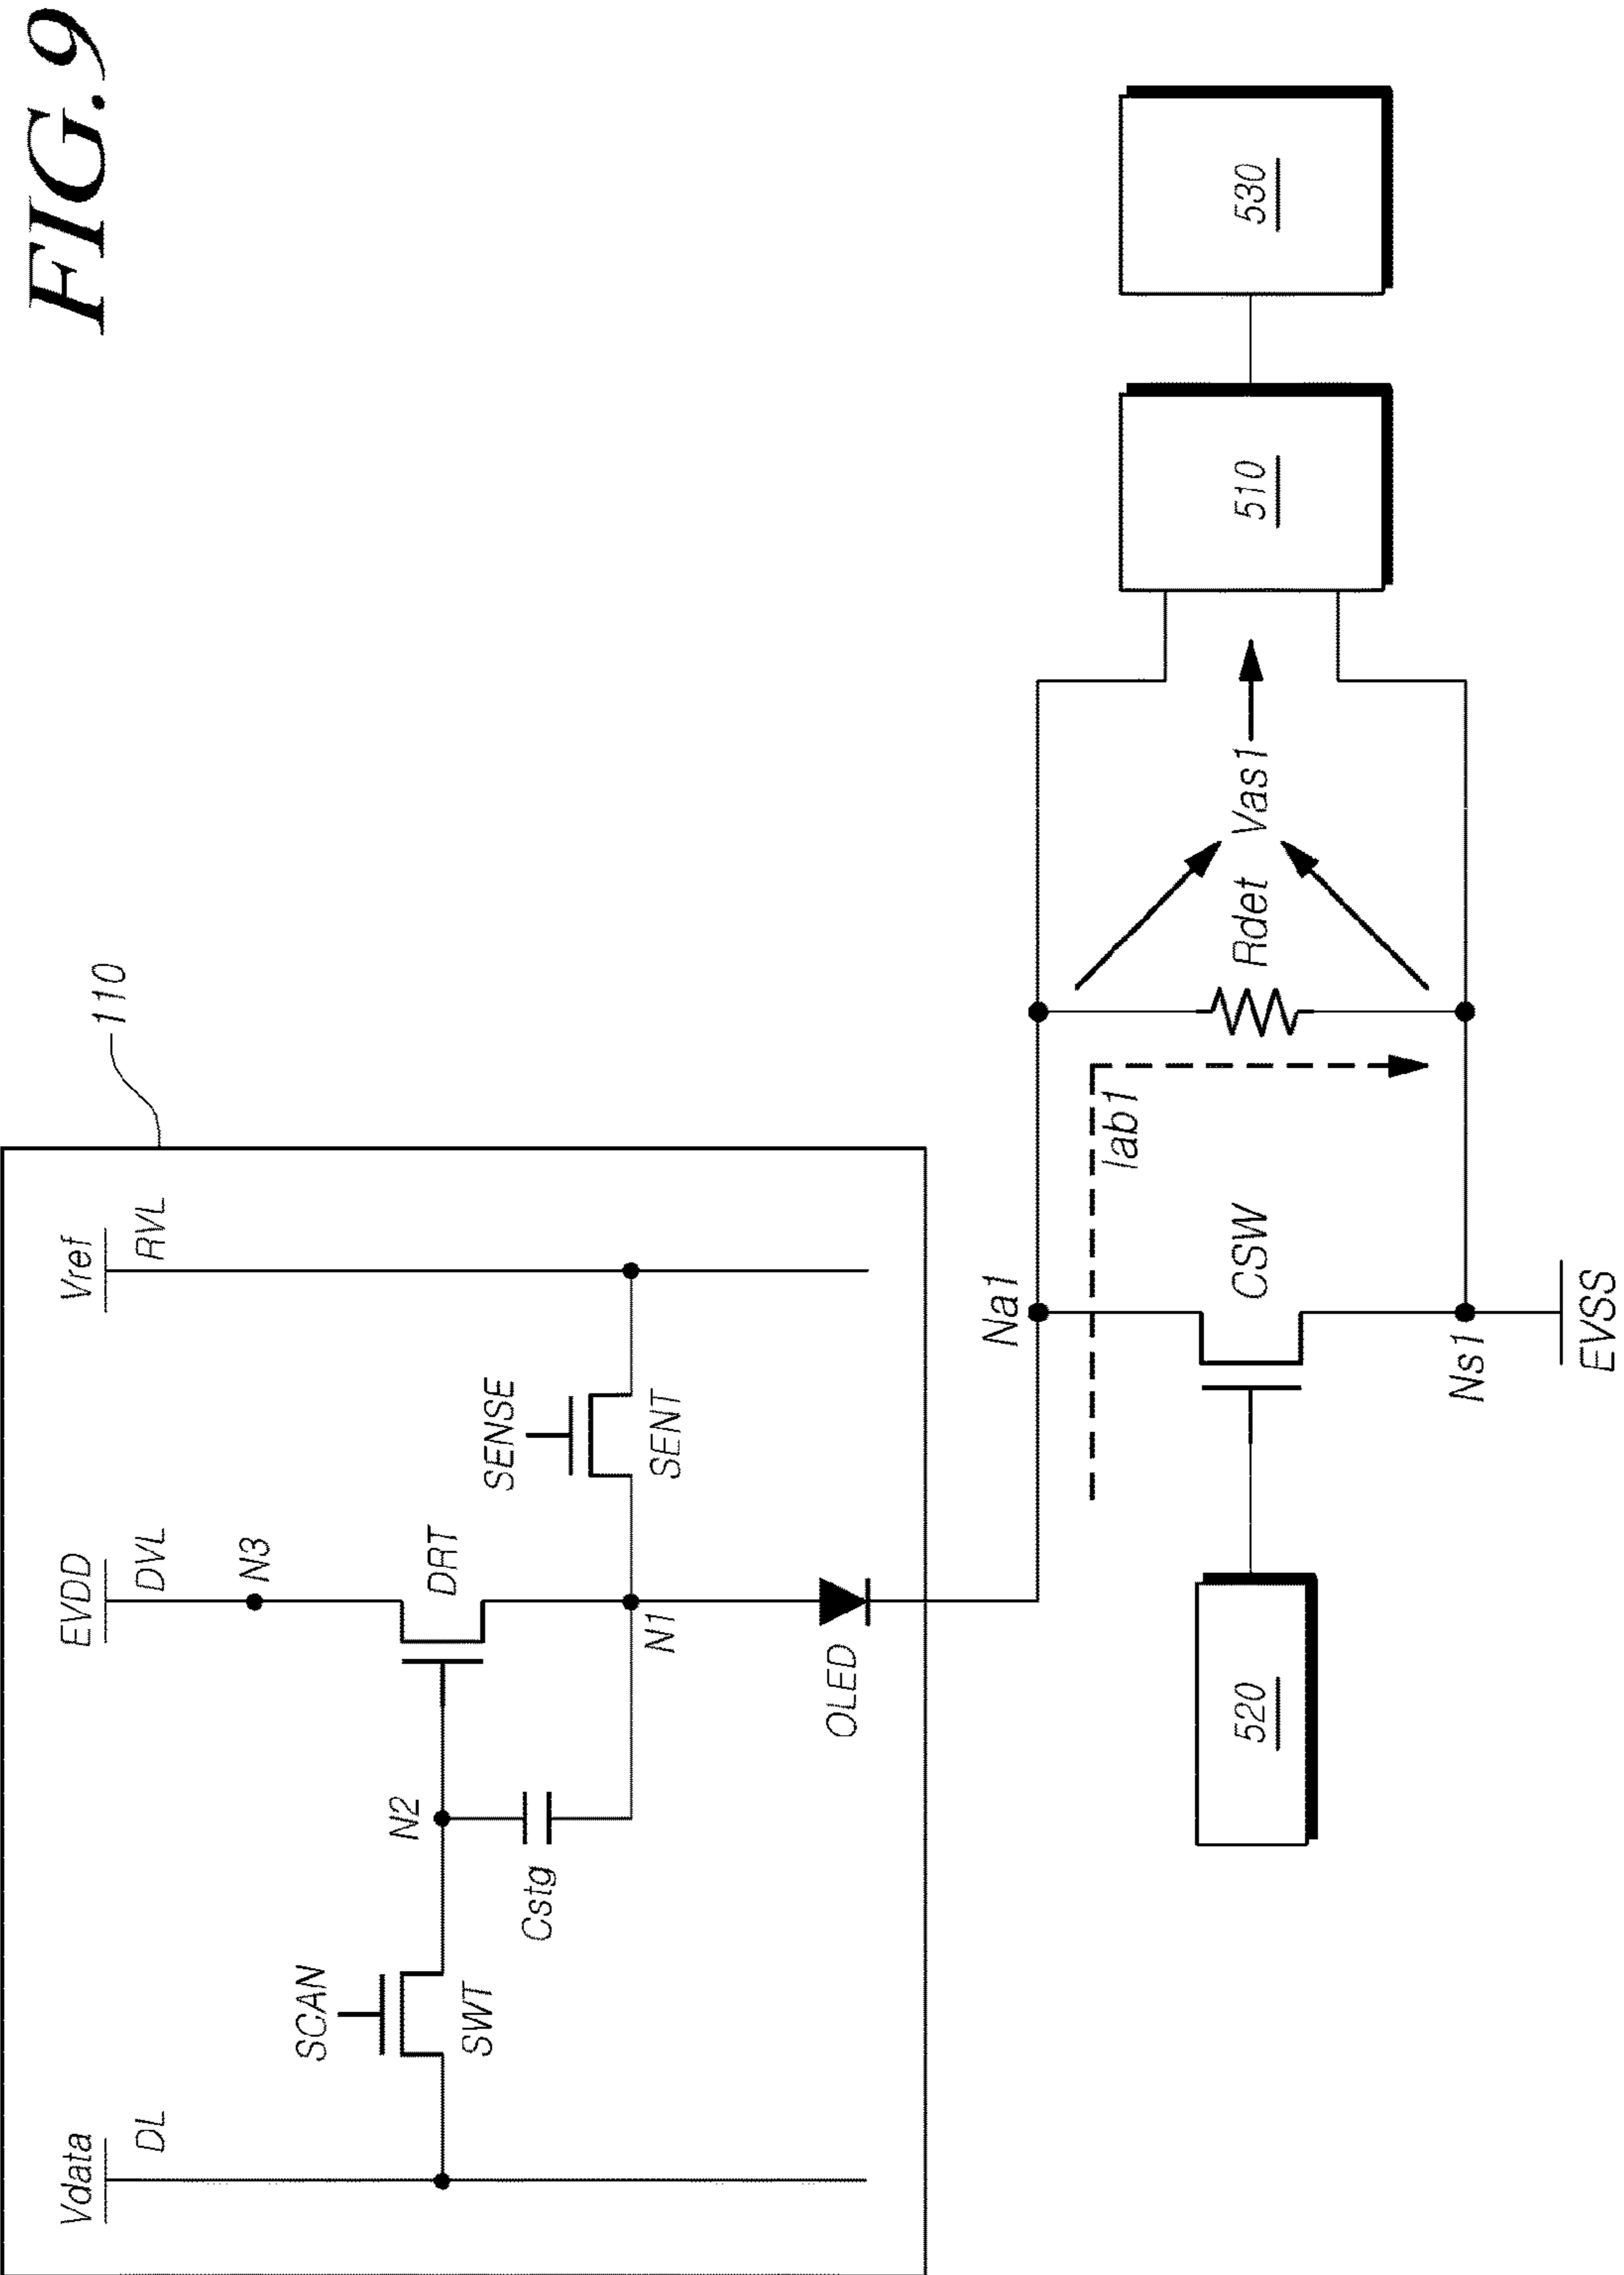 FIG. 9
110
Vdata
DL
EVDD
DVL
Vref
RVL
N3
SCAN
SWT
N2
DRT
SENSE
SENT
Cstg
N1
OLED
Na1
Iab1
520
CSW
Rdet
Vas1
510
530
Ns1
EVSS